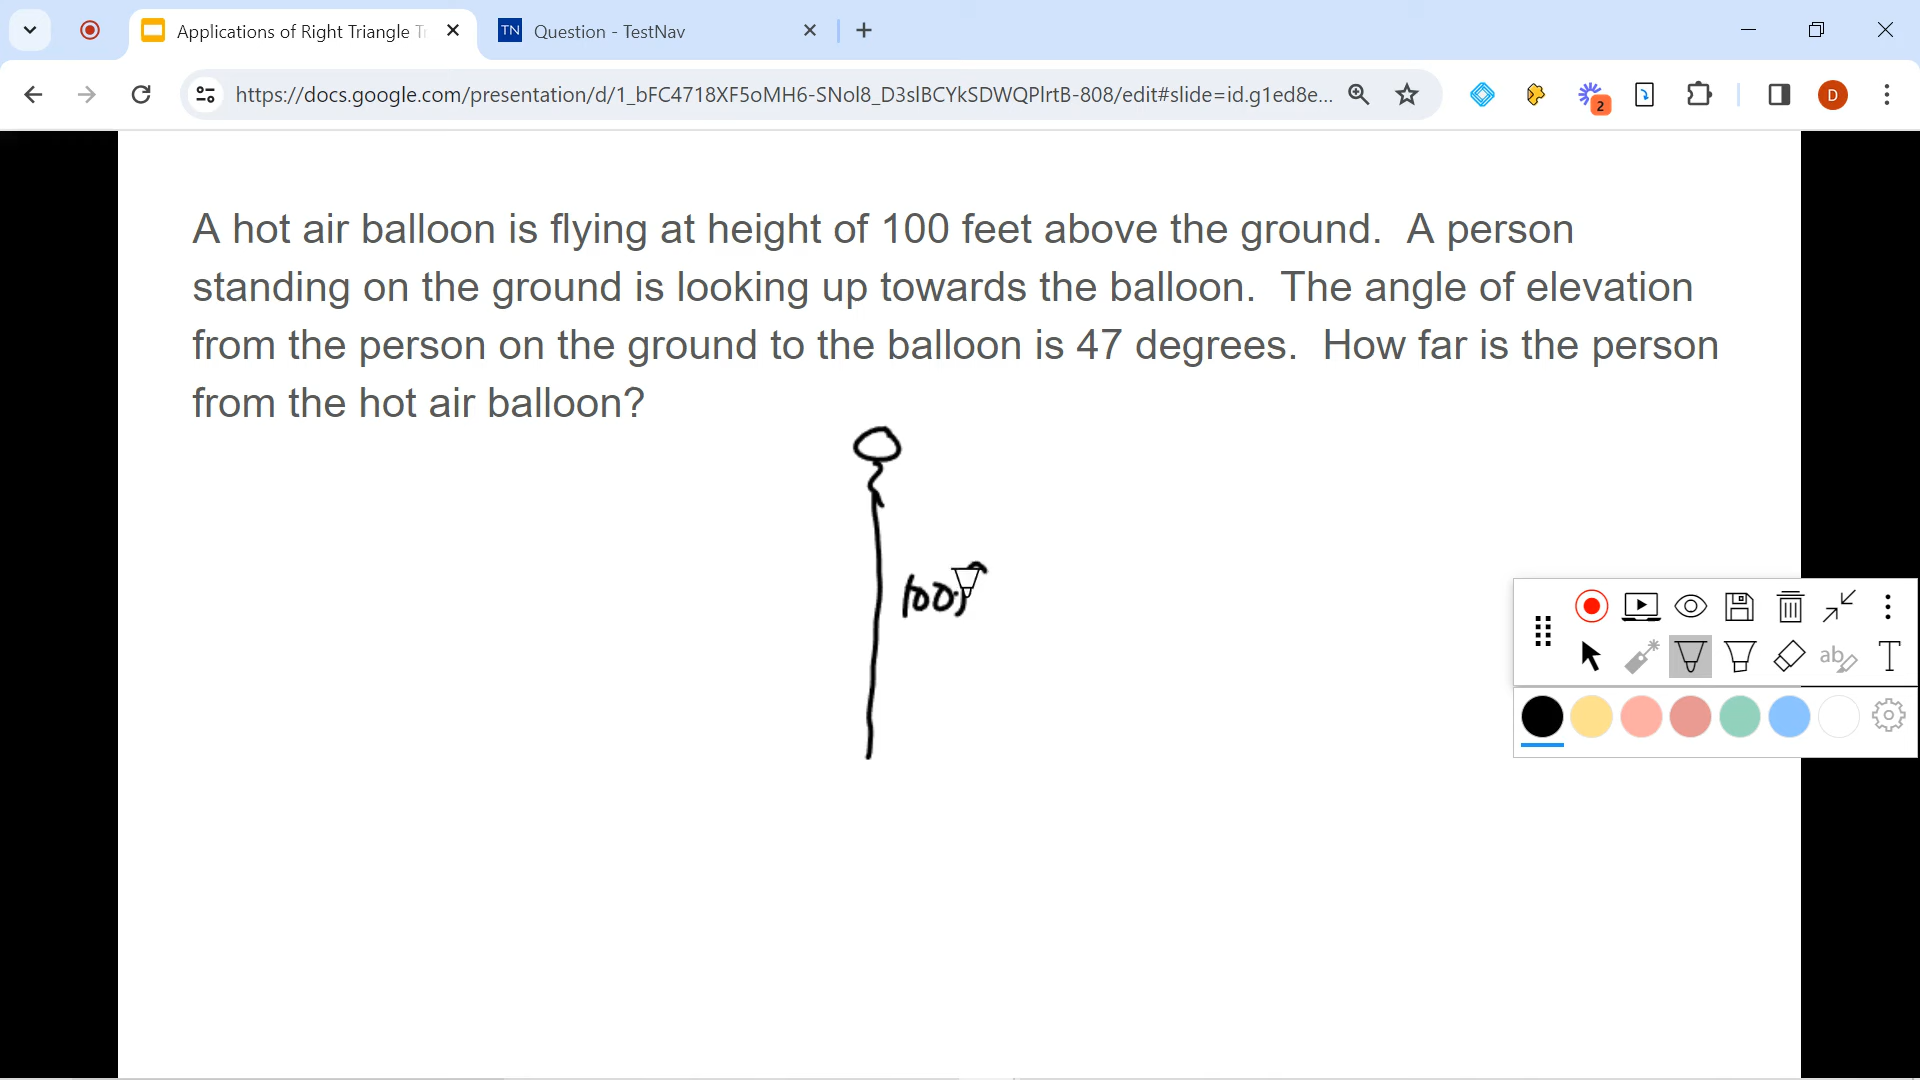 Applications of Right Triangle T
TN Question - TestNav
https://docs.google.com/presentation/d/1_bFC4718XF5oMH6-SNol8_D3slBCYkSDWQPlrtB-808/edit#slide=id.g1ed8e...
2
D
A hot air balloon is flying at height of 100 feet above the ground. A person
standing on the ground is looking up towards the balloon. The angle of elevation
from the person on the ground to the balloon is 47 degrees. How far is the person
from the hot air balloon?
100 f
ab
T